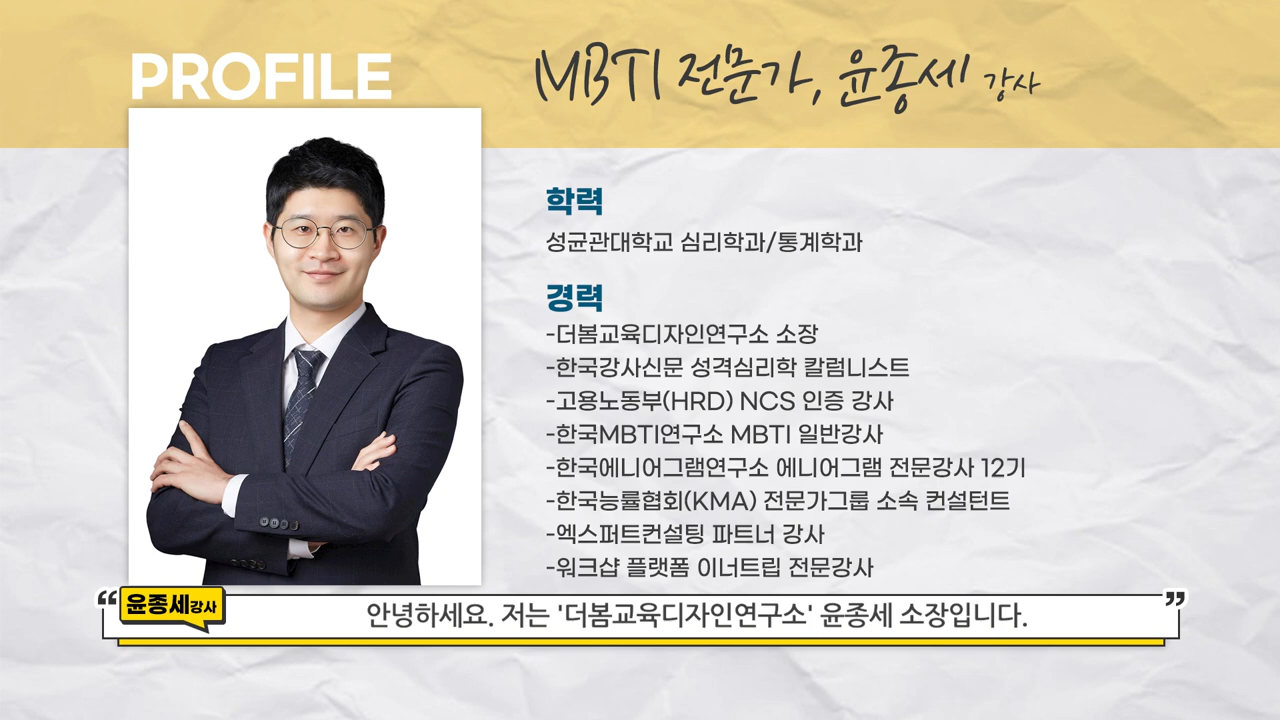 PROFILE
MBTI 전문가, 윤종세 강사
학력
성균관대학교 심리학과/통계학과
경력
-더봄교육디자인연구소 소장
-한국강사신문 성격심리학 칼럼니스트
-고용노동부(HRD) NCS 인증 강사
-한국MBTI연구소 MBTI 일반강사
-한국에니어그램연구소 에니어그램 전문강사 12기
-한국능률협회(KMA) 전문가그룹 소속 컨설턴트
-엑스퍼트컨설팅 파트너 강사
-워크샵 플랫폼 이너트립 전문강사
“ 윤종세강사
안녕하세요. 저는 '더봄교육디자인연구소' 윤종세 소장입니다. ”